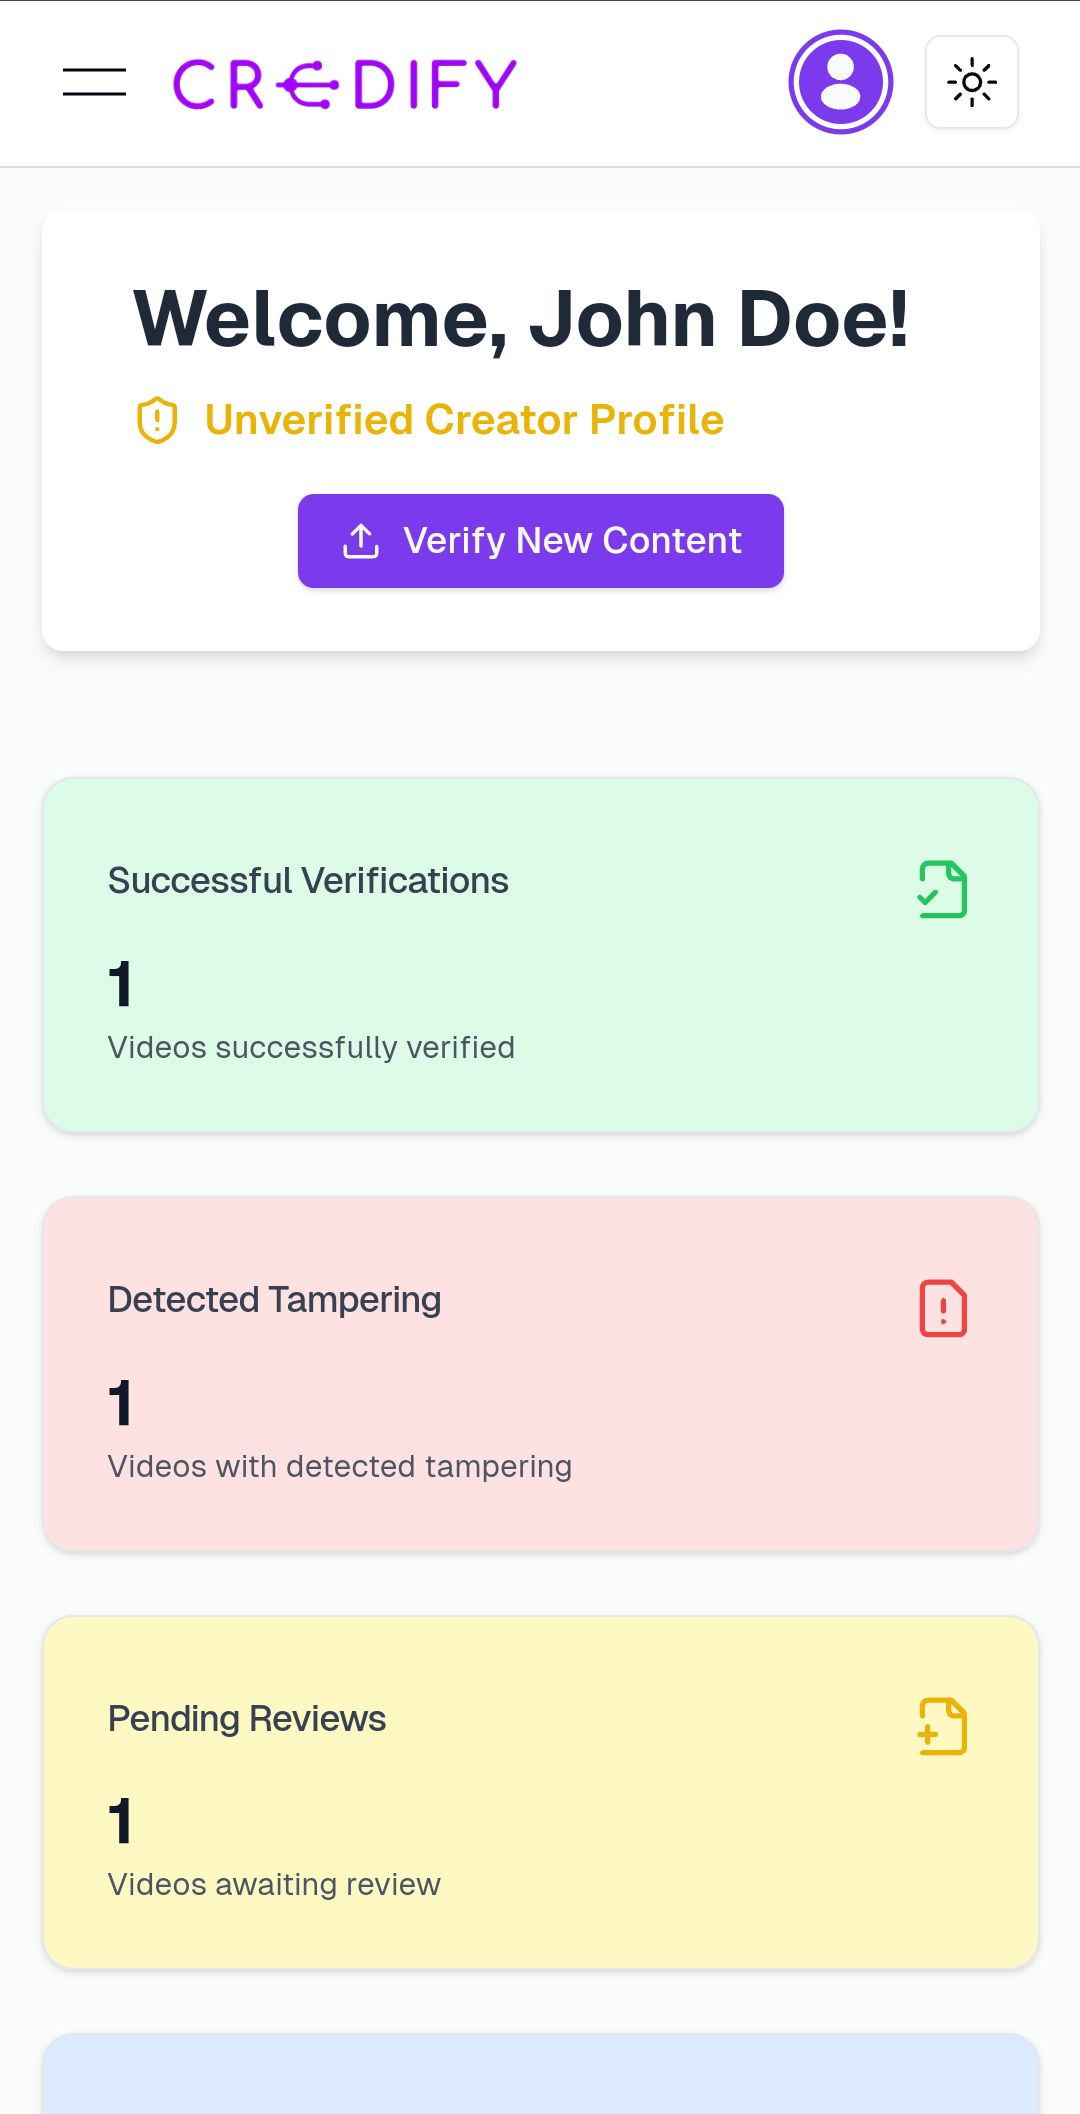 CREDIFY
Welcome, John Doe!
Unverified Creator Profile
Verify New Content
Successful Verifications
1
Videos successfully verified
Detected Tampering
1
Videos with detected tampering
Pending Reviews
1
Videos awaiting review